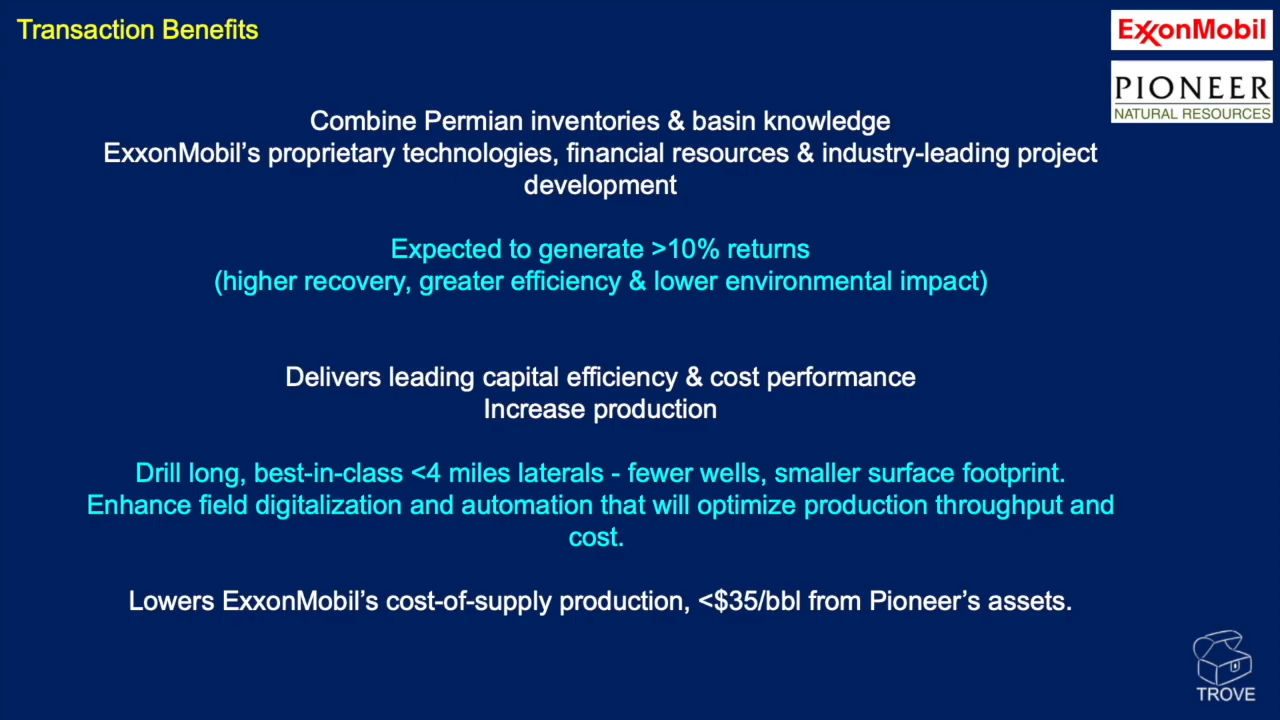 Transaction Benefits
ExxonMobil
PIONEER
NATURAL RESOURCES
Combine Permian inventories & basin knowledge
ExxonMobil’s proprietary technologies, financial resources & industry-leading project
development
Expected to generate >10% returns
(higher recovery, greater efficiency & lower environmental impact)
Delivers leading capital efficiency & cost performance
Increase production
Drill long, best-in-class <4 miles laterals - fewer wells, smaller surface footprint.
Enhance field digitalization and automation that will optimize production throughput and
cost.
Lowers ExxonMobil’s cost-of-supply production, <$35/bbl from Pioneer’s assets.
TROVE